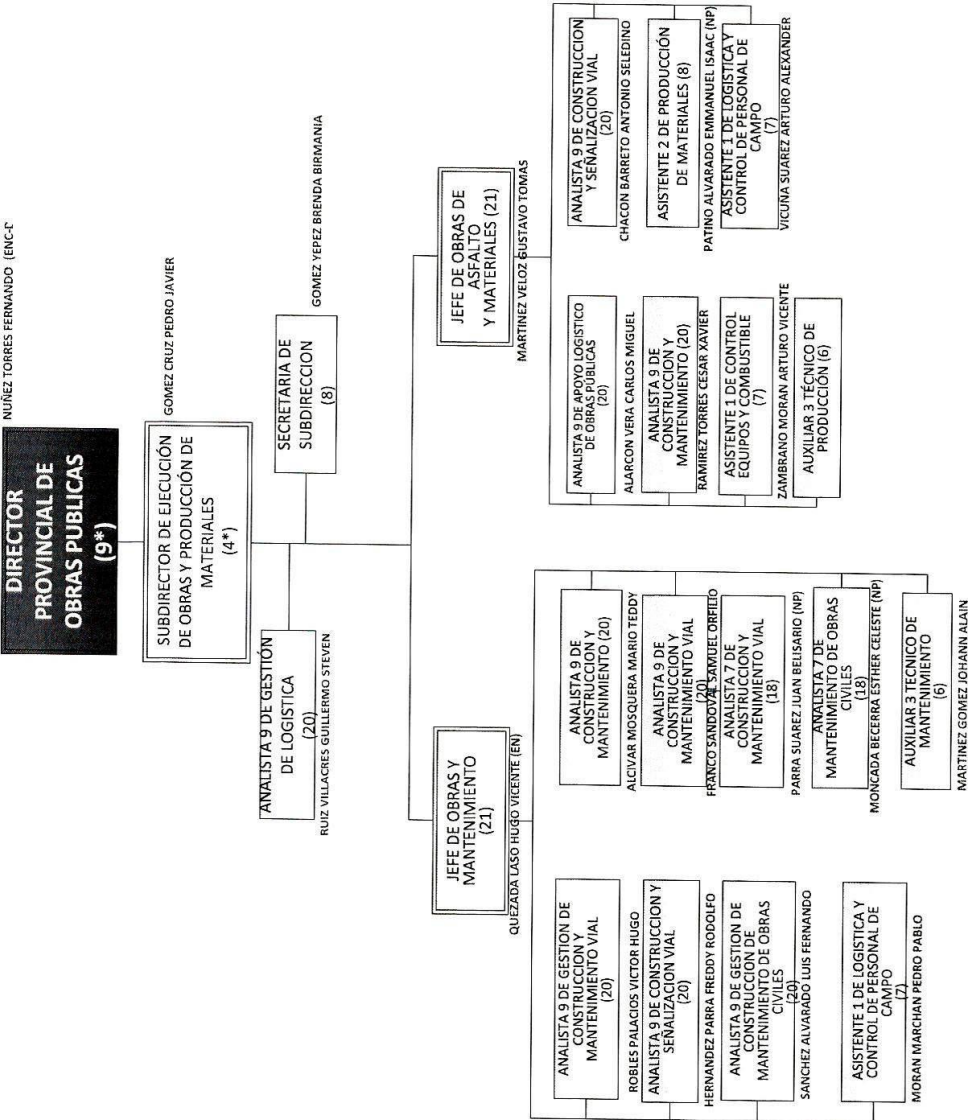 NUÑEZ TORRES FERNANDO (ENC-D
DIRECTOR
PROVINCIAL DE
OBRAS PUBLICAS
(9*)
GOMEZ CRUZ PEDRO JAVIER
SUBDIRECTOR DE EJECUCIÓN
DE OBRAS Y PRODUCCIÓN DE
MATERIALES
(4*)
ANALISTA 9 DE GESTIÓN
DE LOGISTICA
(20)
RUIZ VILLACRES GUILLERMO STEVEN
SECRETARIA DE
SUBDIRECCION
(8)
GOMEZ YEPEZ BRENDA BIRMANIA
JEFE DE OBRAS Y
MANTENIMIENTO
(21)
QUEZADA LASO HUGO VICENTE (EN)
JEFE DE OBRAS DE
ASFALTO
Y MATERIALES (21)
MARTINEZ VELOZ GUSTAVO TOMAS
ANALISTA 9 DE GESTION DE
CONSTRUCCION Y
MANTENIMIENTO VIAL
(20)
ROBLES PALACIOS VICTOR HUGO
ANALISTA 9 DE CONSTRUCCION Y
SEÑALIZACION VIAL
(20)
HERNANDEZ PARRA FREDDY RODOLFO
ANALISTA 9 DE GESTION DE
CONSTRUCCION DE
MANTENIMIENTO DE OBRAS
CIVILES
(20)
SANCHEZ ALVARADO LUIS FERNANDO
ASISTENTE 1 DE LOGISTICA Y
CONTROL DE PERSONAL DE
CAMPO
(7)
MORAN MARCHAN PEDRO PABLO
ANALISTA 9 DE
CONSTRUCCION Y
MANTENIMIENTO (20)
ALCIVAR MOSQUERA MARIO TEDDY
ANALISTA 9 DE
CONSTRUCCION Y
MANTENIMIENTO VIAL
(20)
FRANCO SANDOVAL SAMUEL ORFILIO
ANALISTA 7 DE
CONSTRUCCION Y
MANTENIMIENTO VIAL
(18)
PARRA SUAREZ JUAN BELISARIO (NP)
ANALISTA 7 DE
MANTENIMIENTO DE OBRAS
CIVILES
(18)
MONCADA BECERRA ESTHER CELESTE (NP)
AUXILIAR 3 TECNICO DE
MANTENIMIENTO
(6)
MARTINEZ GOMEZ JOHANN ALAIN
ANALISTA 9 DE APOYO LOGISTICO
DE OBRAS PÚBLICAS
(20)
ALARCON VERA CARLOS MIGUEL
ANALISTA 9 DE
CONSTRUCCION Y
MANTENIMIENTO (20)
RAMIREZ TORRES CESAR XAVIER
ASISTENTE 1 DE CONTROL
EQUIPOS Y COMBUSTIBLE
(7)
ZAMBRANO MORAN ARTURO VICENTE
AUXILIAR 3 TÉCNICO DE
PRODUCCIÓN (6)
ANALISTA 9 DE CONSTRUCCION
Y SEÑALIZACION VIAL
(20)
CHACON BARRETO ANTONIO SELEDINO
ASISTENTE 2 DE PRODUCCIÓN
DE MATERIALES (8)
PATINO ALVARADO EMMANUEL ISAAC (NP)
ASISTENTE 1 DE LOGISTICA Y
CONTROL DE PERSONAL DE
CAMPO
(7)
VICUÑA SUAREZ ARTURO ALEXANDER